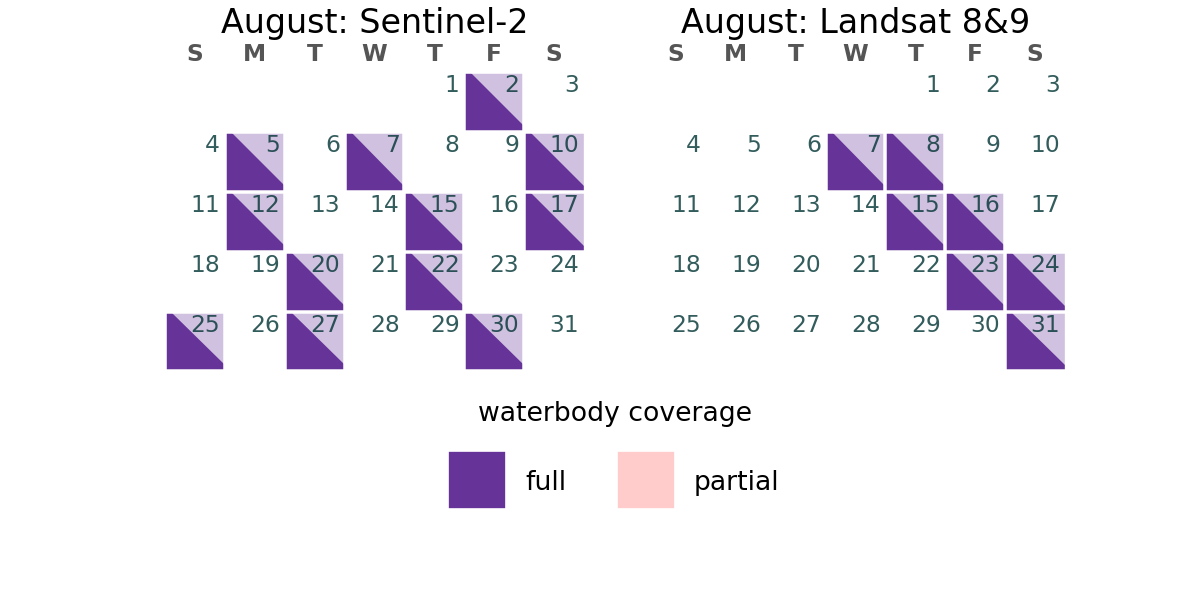 August: Sentinel-2
S M T W T F S
1 2 3
4 5 6 7 8 9 10
11 12 13 14 15 16 17
18 19 20 21 22 23 24
25 26 27 28 29 30 31
August: Landsat 8&9
S M T W T F S
1 2 3
4 5 6 7 8 9 10
11 12 13 14 15 16 17
18 19 20 21 22 23 24
25 26 27 28 29 30 31
waterbody coverage
full
partial